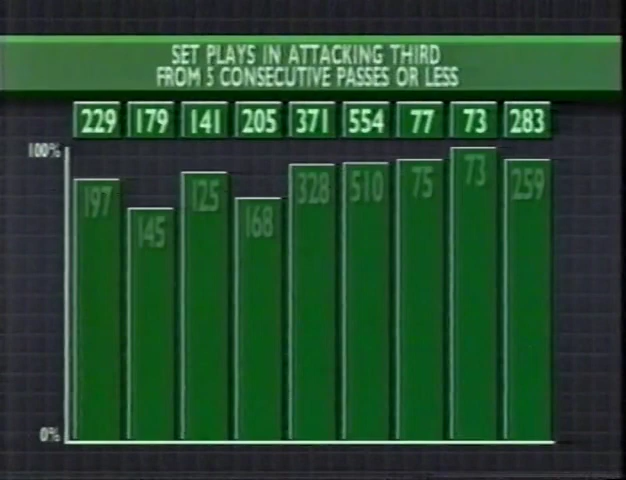 SET PLAYS IN ATTACKING THIRD
FROM 5 CONSECUTIVE PASSES OR LESS
229 179 141 205 371 554 77 73 283
100%
197 145 125 168 328 510 75 73 259
0%